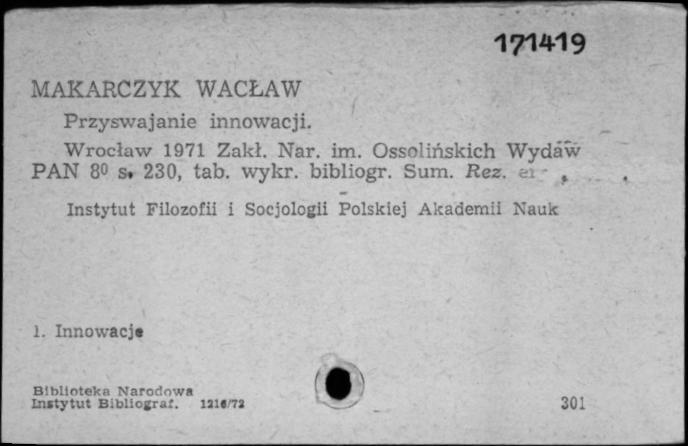 171419
MAKARCZYK WACŁAW
Przyswajanie innowacji.
Wrocław 1971 Zakł. Nar. im. Ossolińskich Wydaw
PAN 8⁰ s. 230, tab. wykr. bibliogr. Sum. Rez.
Instytut Filozofii i Socjologii Polskiej Akademii Nauk
1. Innowacje
Biblioteka Narodowa
Instytut Bibliograf. 1216/72
301